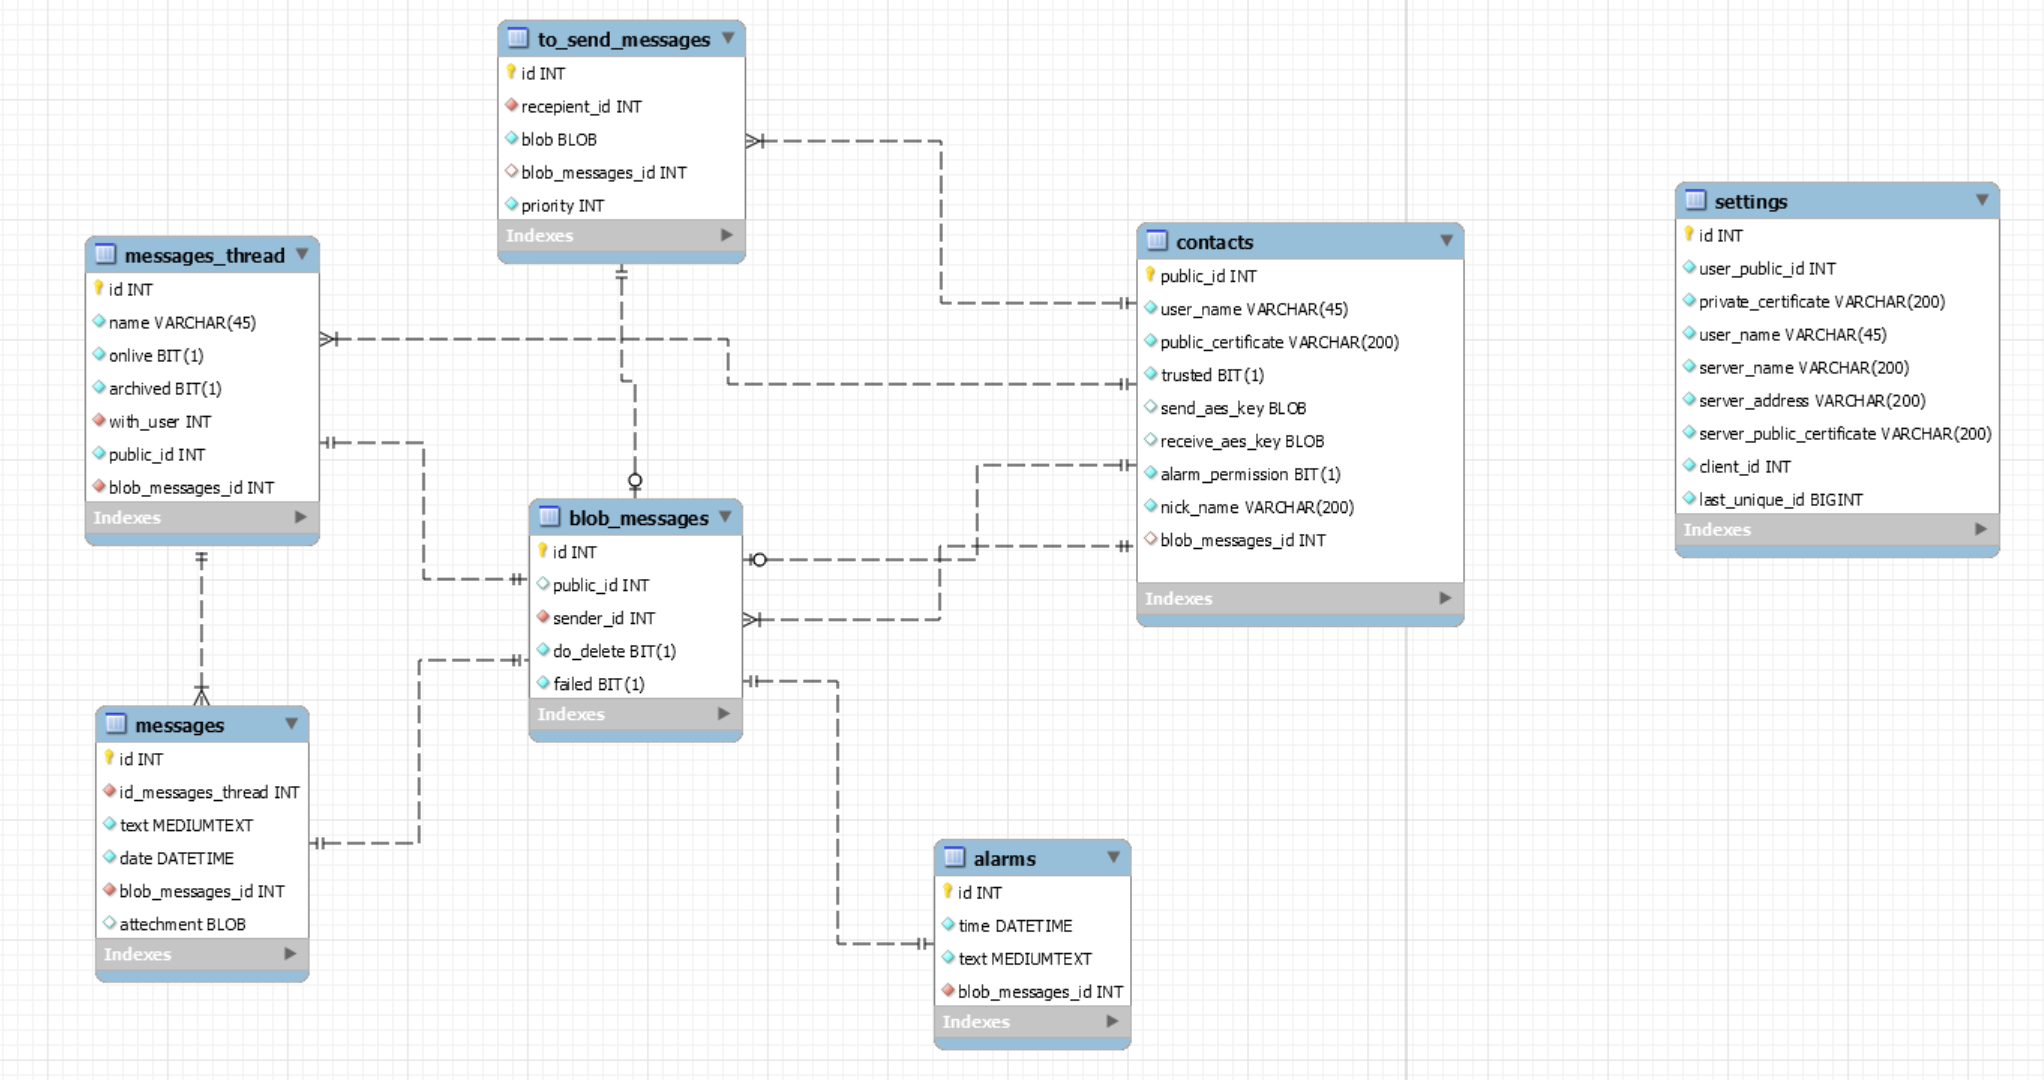 to_send_messages
id INT
recepient_id INT
blob BLOB
blob_messages_id INT
priority INT
Indexes
messages_thread
id INT
name VARCHAR(45)
onlive BIT(1)
archived BIT(1)
with_user INT
public_id INT
blob_messages_id INT
Indexes
contacts
public_id INT
user_name VARCHAR(45)
public_certificate VARCHAR(200)
trusted BIT(1)
send_aes_key BLOB
receive_aes_key BLOB
alarm_permission BIT(1)
nick_name VARCHAR(200)
blob_messages_id INT
Indexes
settings
id INT
user_public_id INT
private_certificate VARCHAR(200)
user_name VARCHAR(45)
server_name VARCHAR(200)
server_address VARCHAR(200)
server_public_certificate VARCHAR(200)
client_id INT
last_unique_id BIGINT
Indexes
blob_messages
id INT
public_id INT
sender_id INT
do_delete BIT(1)
failed BIT(1)
Indexes
messages
id INT
id_messages_thread INT
text MEDIUMTEXT
date DATETIME
blob_messages_id INT
attechment BLOB
Indexes
alarms
id INT
time DATETIME
text MEDIUMTEXT
blob_messages_id INT
Indexes